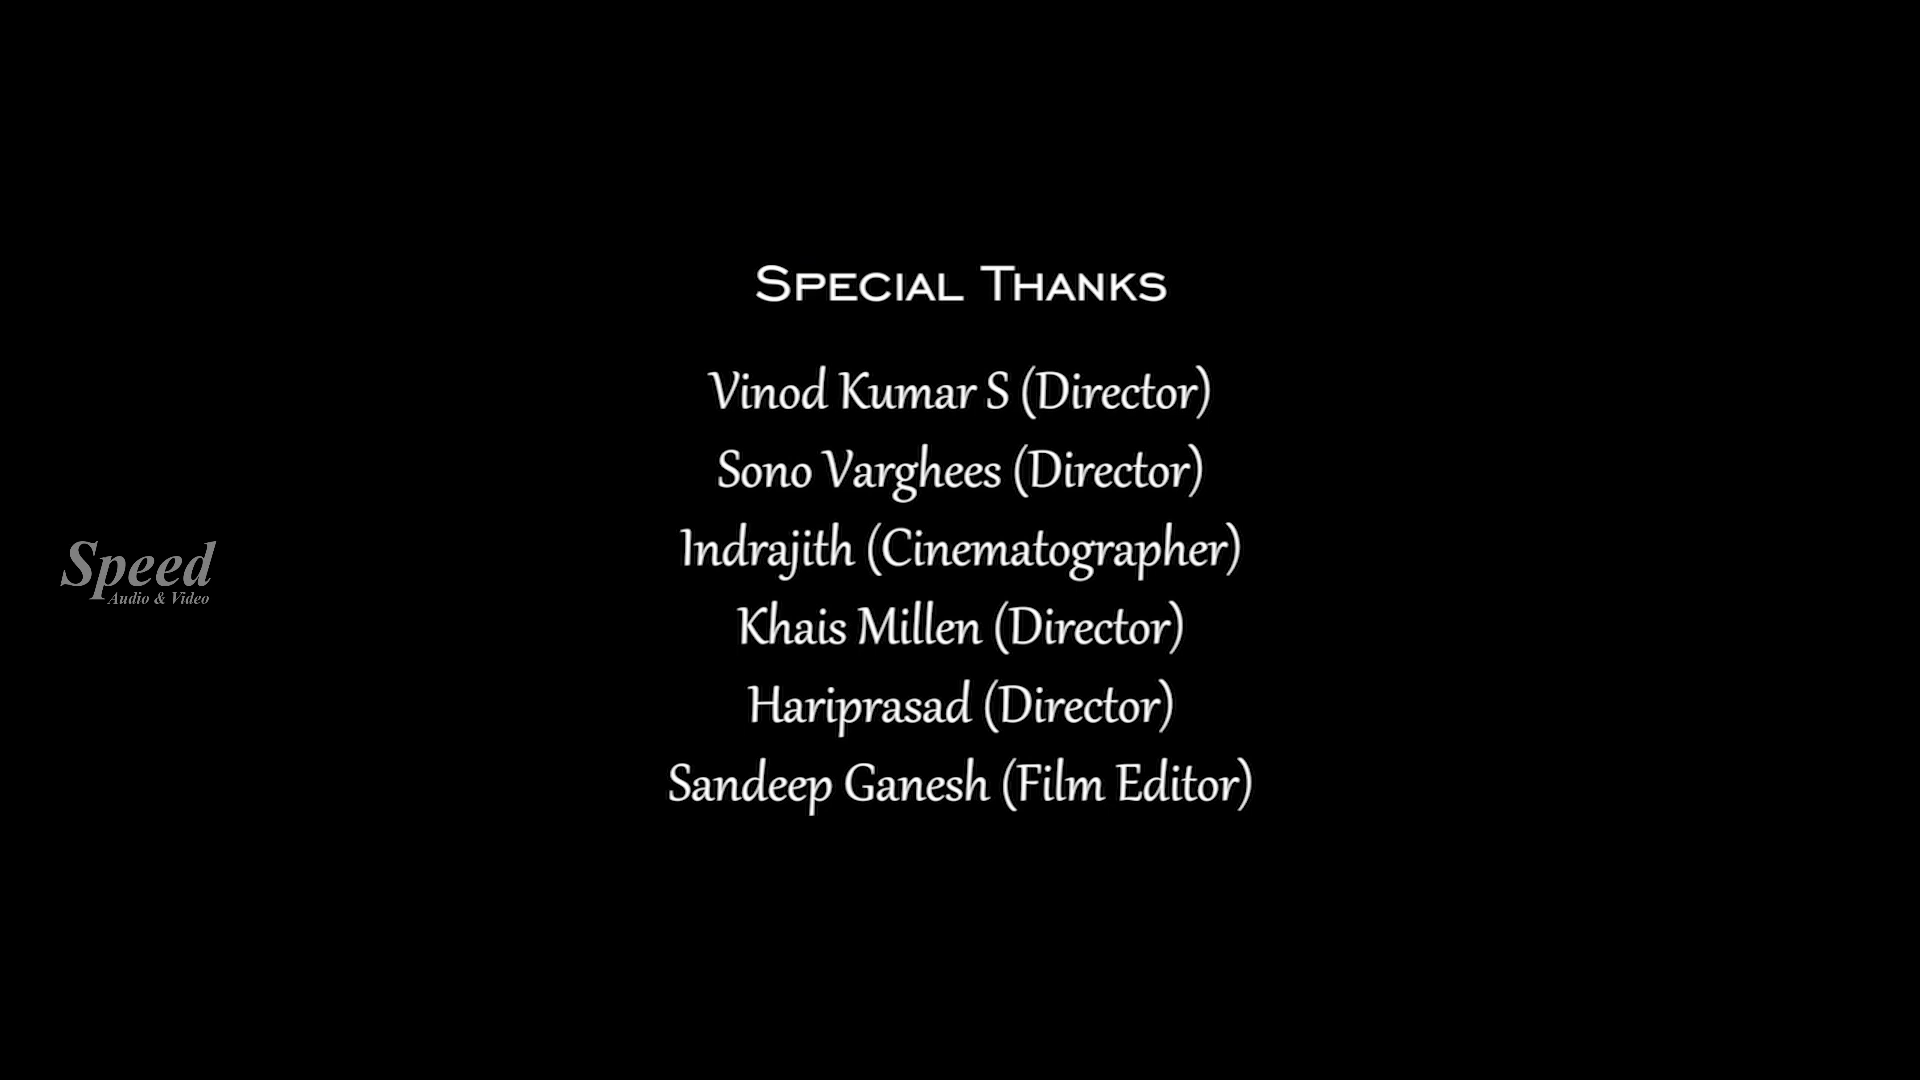 Special Thanks
Vinod Kumar S (Director)
Sono Varghees (Director)
Indrajith (Cinematographer)
Khais Millen (Director)
Hariprasad (Director)
Sandeep Ganesh (Film Editor)
Speed
Audio & Video